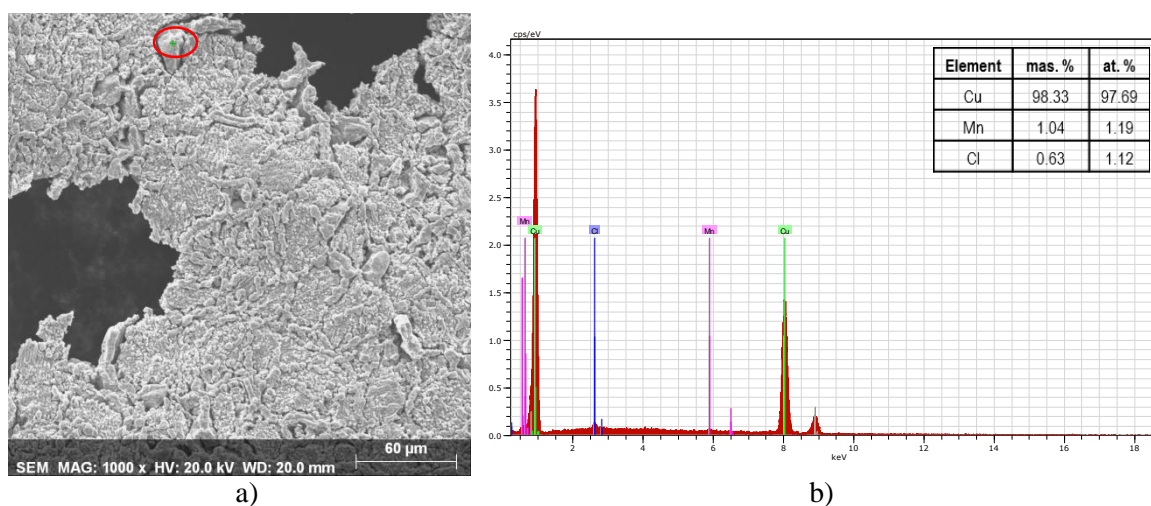 60 µm
SEM MAG: 1000 x HV: 20.0 kV WD: 20.0 mm
a)
cps/eV
4.0
3.5
3.0
2.5
2.0
1.5
1.0
0.5
0.0
Mn
Cu
Cl
Mn
Cu
2 4 6 8 10 12 14 16 18
keV
Element mas. % at. %
Cu 98.33 97.69
Mn 1.04 1.19
Cl 0.63 1.12
b)